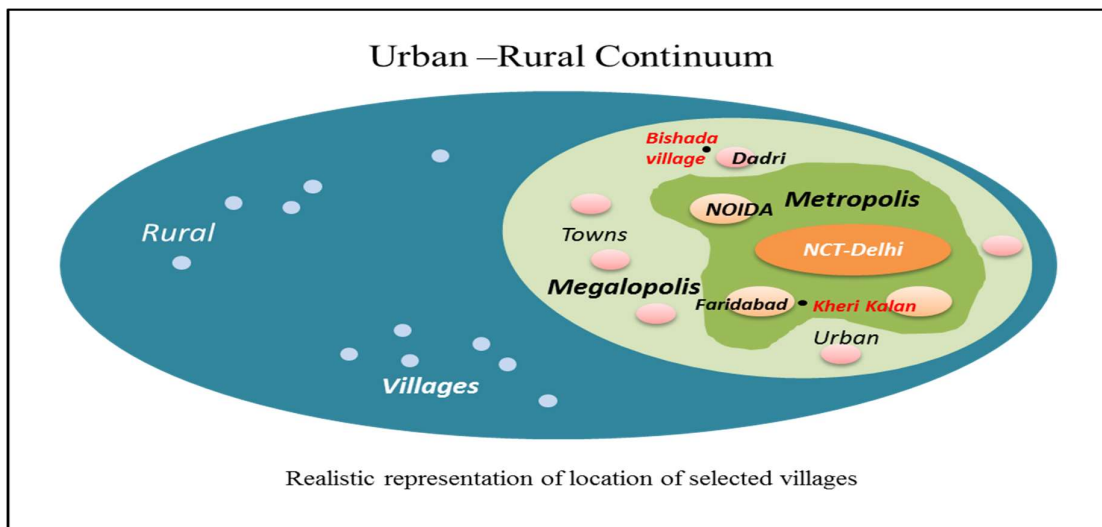 Urban –Rural Continuum
Bishada
village
Dadri
Metropolis
NOIDA
Rural
Towns
NCT-Delhi
Megalopolis
Faridabad
Kheri Kalan
Urban
Villages
Realistic representation of location of selected villages